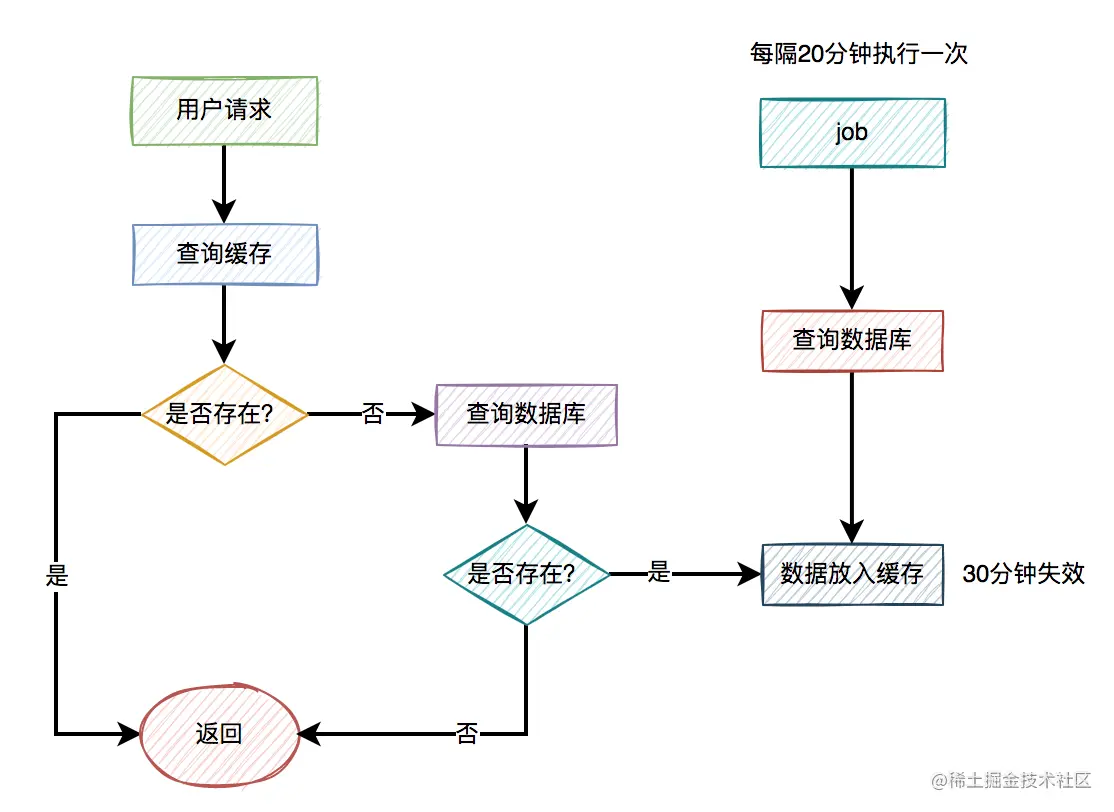 每隔20分钟执行一次
用户请求
job
查询缓存
查询数据库
是否存在?
否
查询数据库
是
是否存在?
是
数据放入缓存
30分钟失效
返回
否
@稀土掘金技术社区